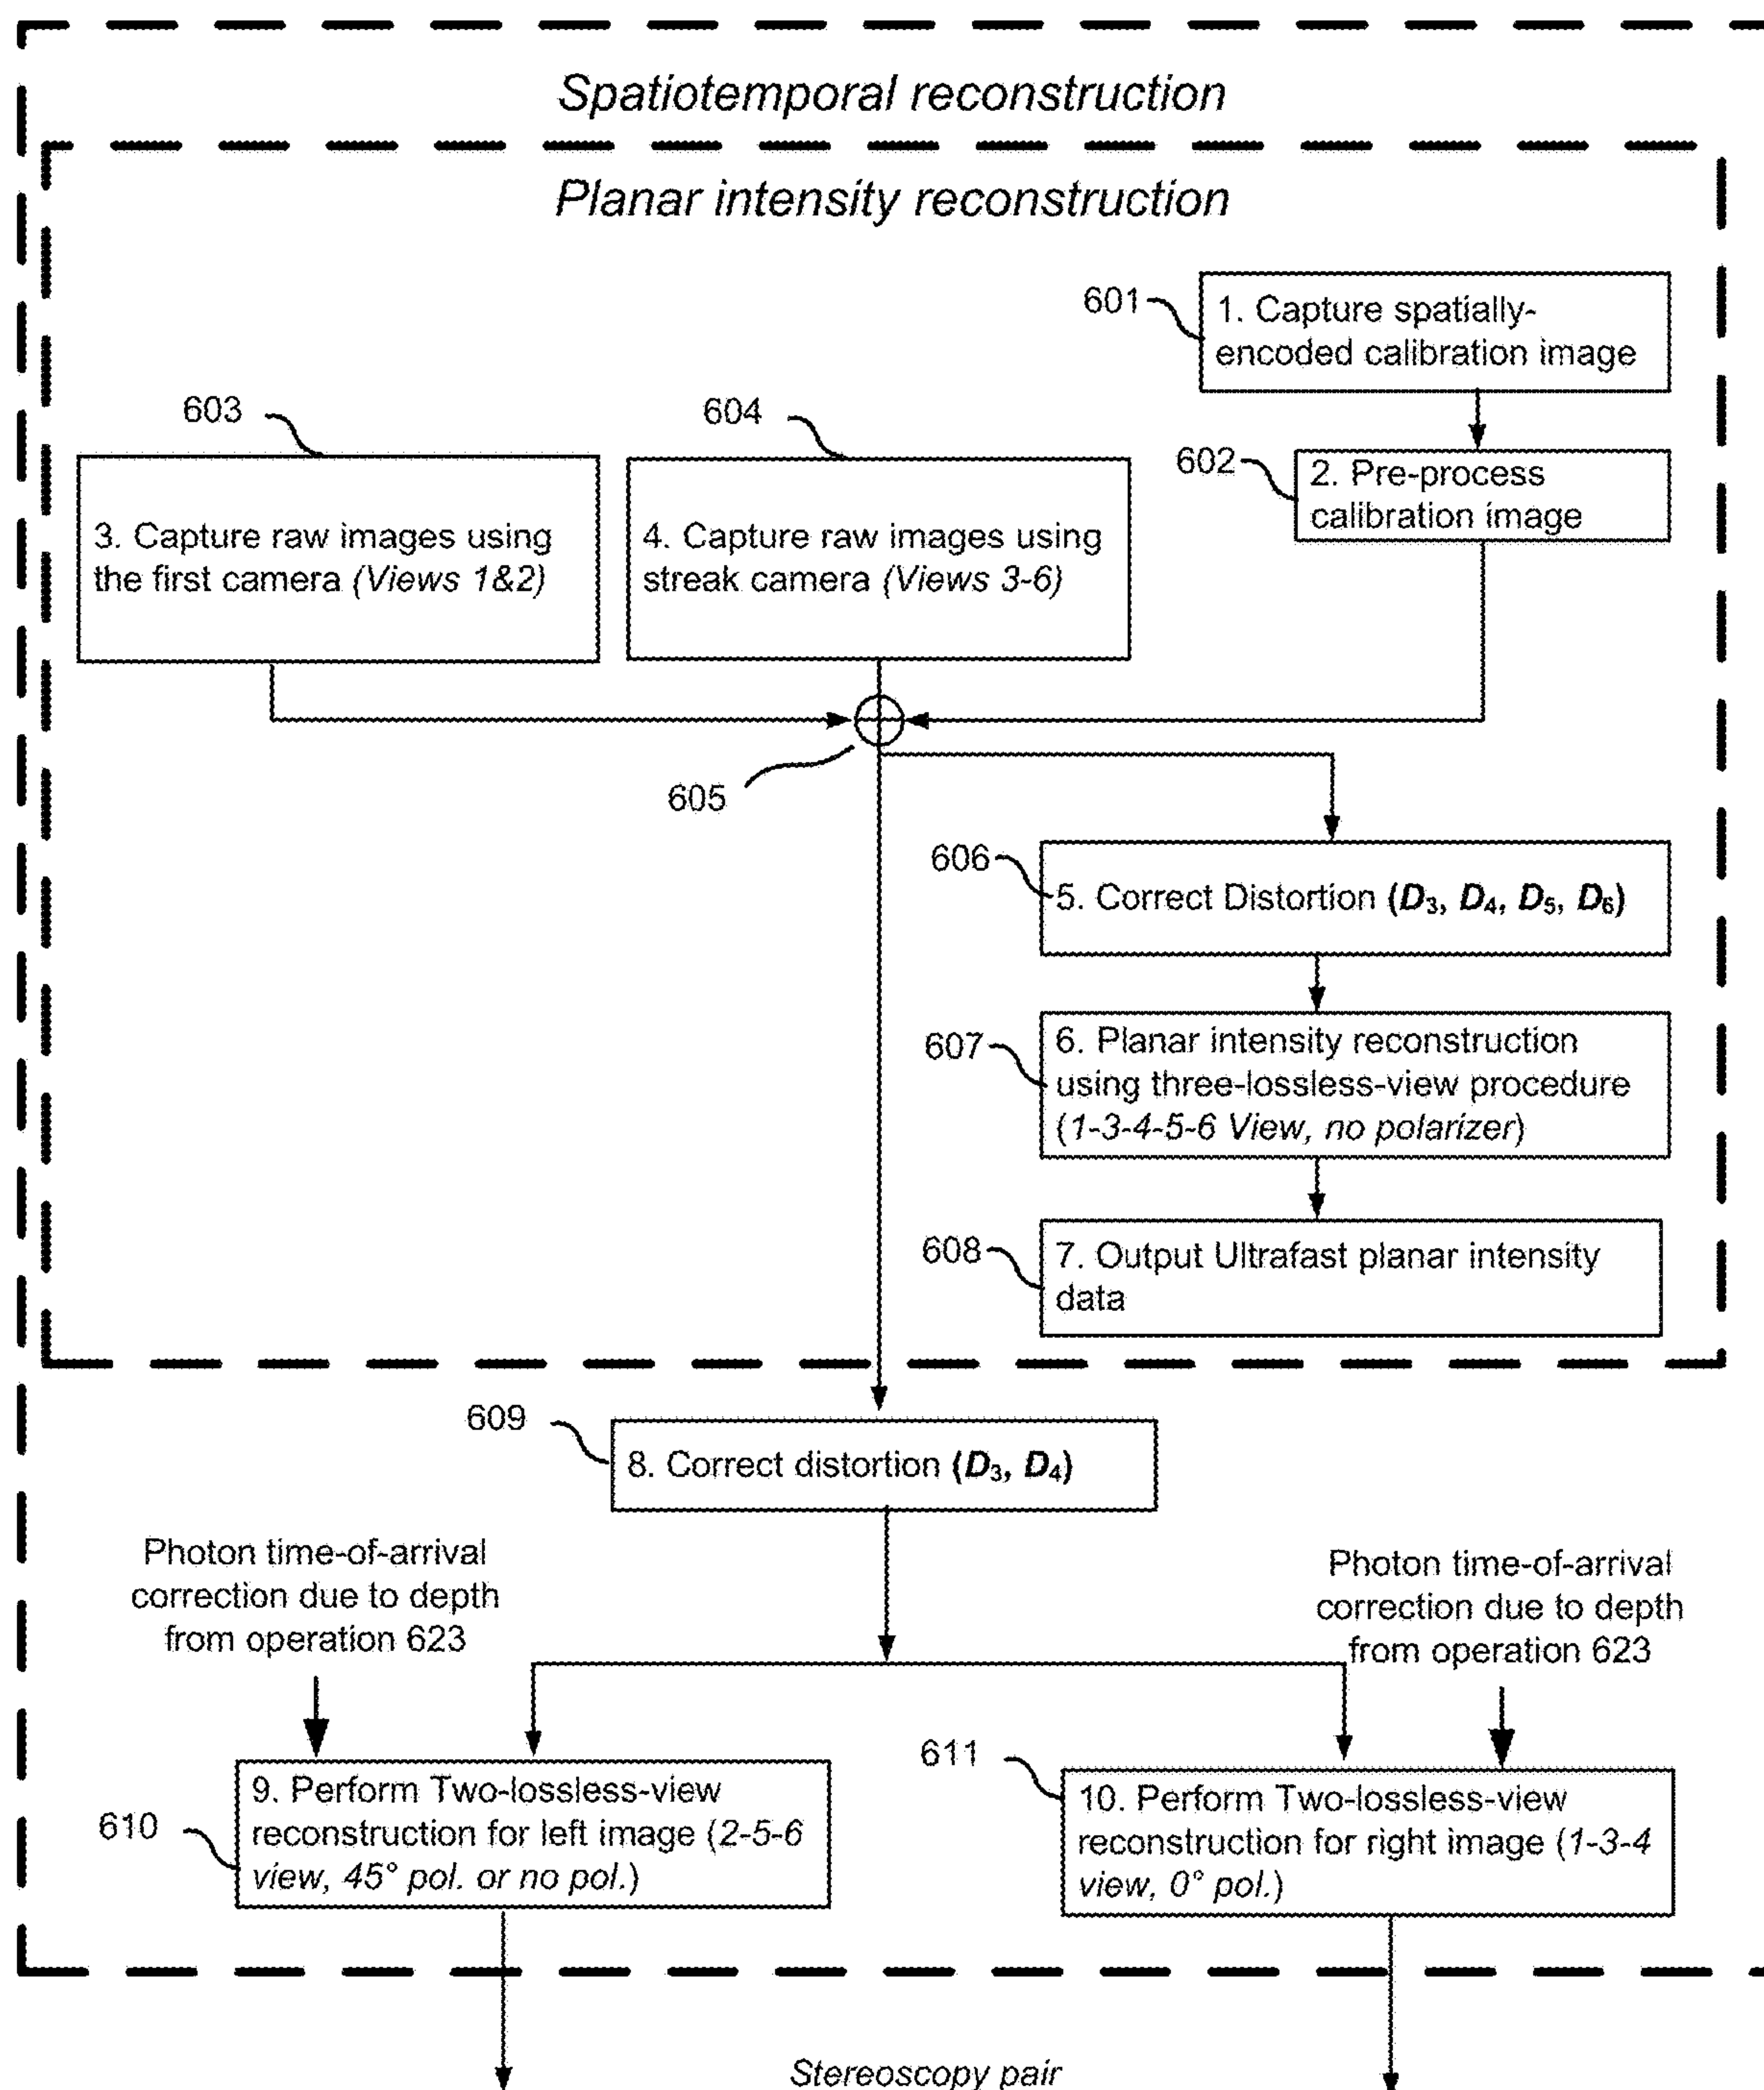 Spatiotemporal reconstruction
Planar intensity reconstruction
601
1. Capture spatially-
encoded calibration image
602
2. Pre-process
calibration image
603
3. Capture raw images using
the first camera (Views 1&2)
604
4. Capture raw images using
streak camera (Views 3-6)
605
606
5. Correct Distortion (D₃, D₄, D₅, D₆)
607
6. Planar intensity reconstruction
using three-lossless-view procedure
(1-3-4-5-6 View, no polarizer)
608
7. Output Ultrafast planar intensity
data
609
8. Correct distortion (D₃, D₄)
Photon time-of-arrival
correction due to depth
from operation 623
Photon time-of-arrival
correction due to depth
from operation 623
610
9. Perform Two-lossless-view
reconstruction for left image (2-5-6
view, 45° pol. or no pol.)
611
10. Perform Two-lossless-view
reconstruction for right image (1-3-4
view, 0° pol.)
Stereoscopy pair